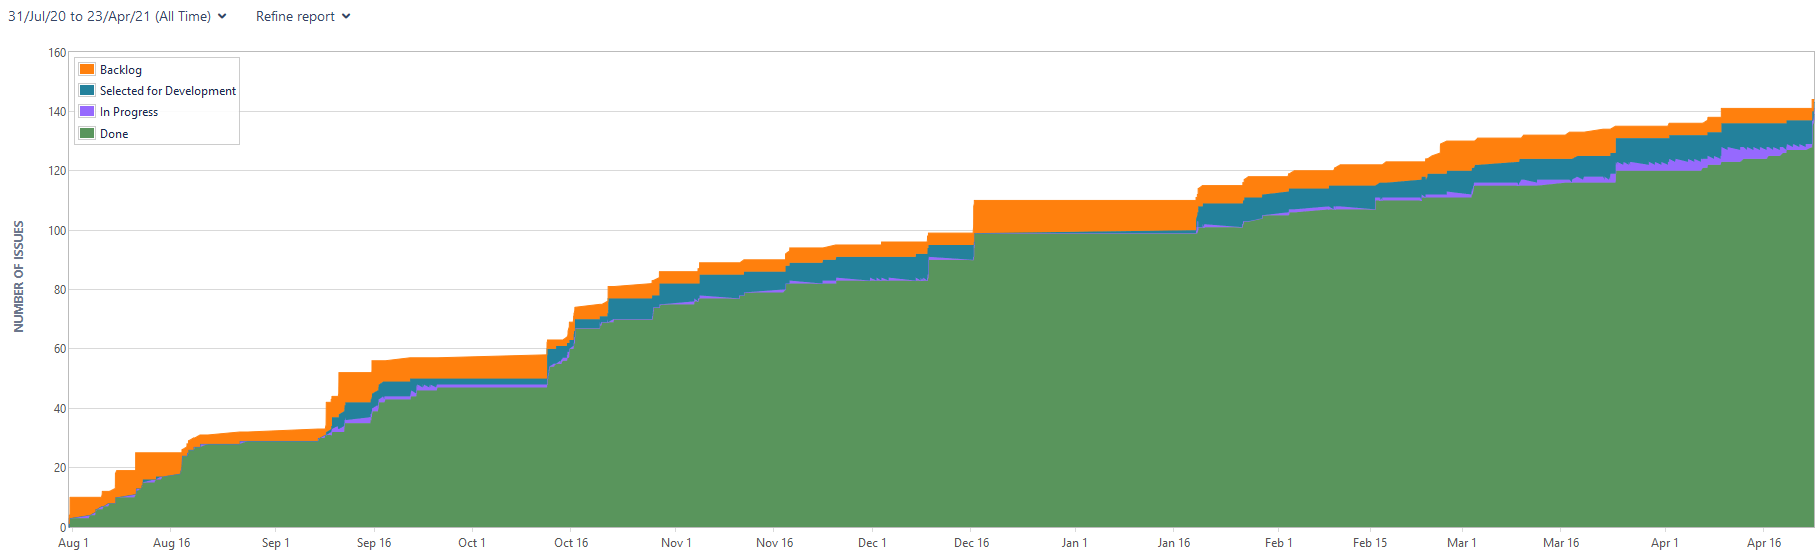 31/Jul/20 to 23/Apr/21 (All Time) Refine report
160
Backlog
Selected for Development
In Progress
Done
140
120
100
80
60
40
20
0
NUMBER OF ISSUES
Aug 1 Aug 16 Sep 1 Sep 16 Oct 1 Oct 16 Nov 1 Nov 16 Dec 1 Dec 16 Jan 1 Jan 16 Feb 1 Feb 15 Mar 1 Mar 16 Apr 1 Apr 16